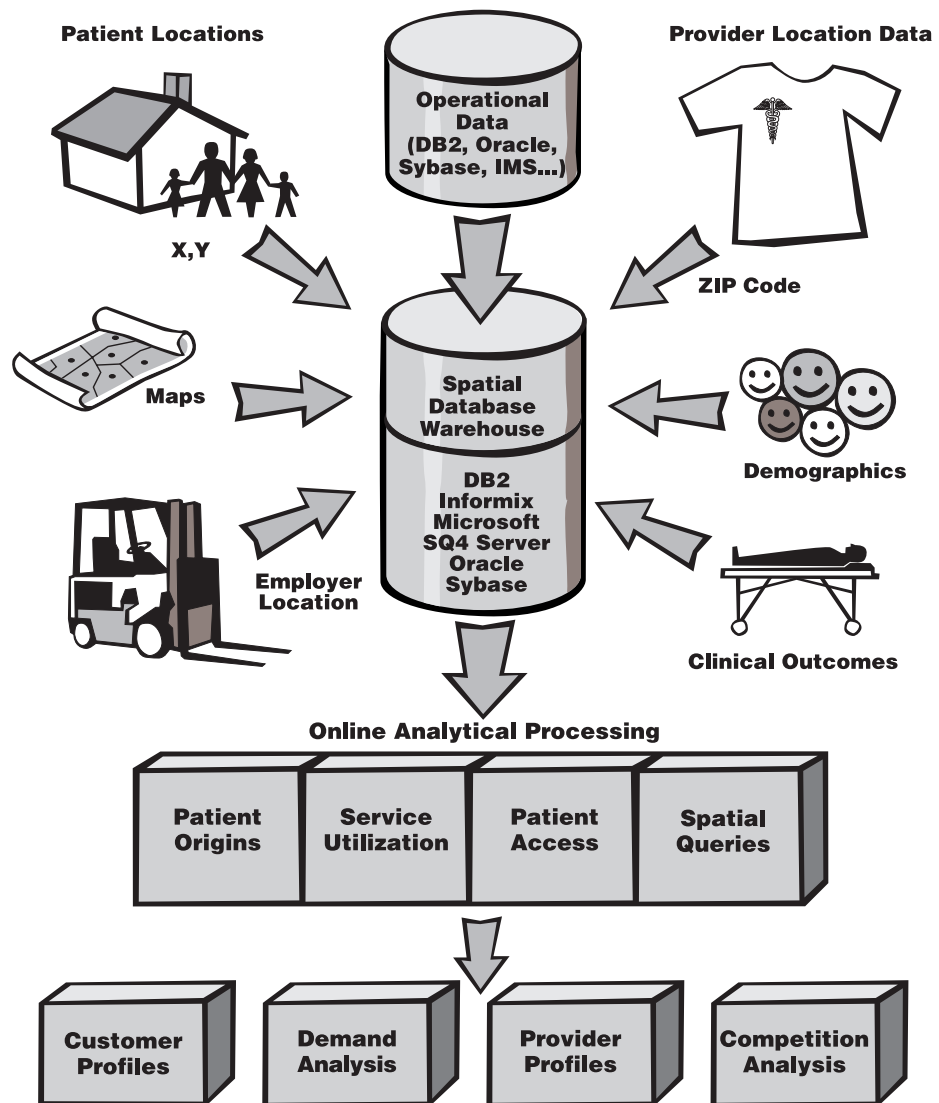 Patient Locations
Provider Location Data
Operational
Data
(DB2, Oracle,
Sybase, IMS...)
X,Y
ZIP Code
Maps
Spatial
Database
Warehouse
Demographics
DB2
Informix
Microsoft
SQ4 Server
Oracle
Sybase
Employer
Location
Clinical Outcomes
Online Analytical Processing
Patient
Origins
Service
Utilization
Patient
Access
Spatial
Queries
Customer
Profiles
Demand
Analysis
Provider
Profiles
Competition
Analysis